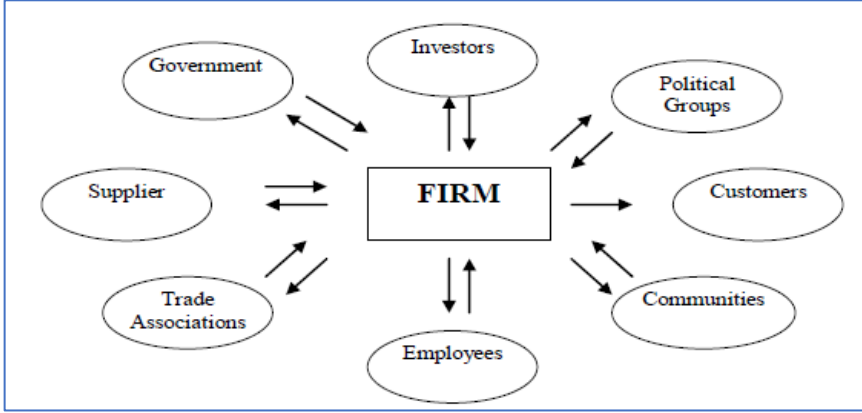 Investors
Government
Political
Groups
Supplier
FIRM
Customers
Trade
Associations
Communities
Employees